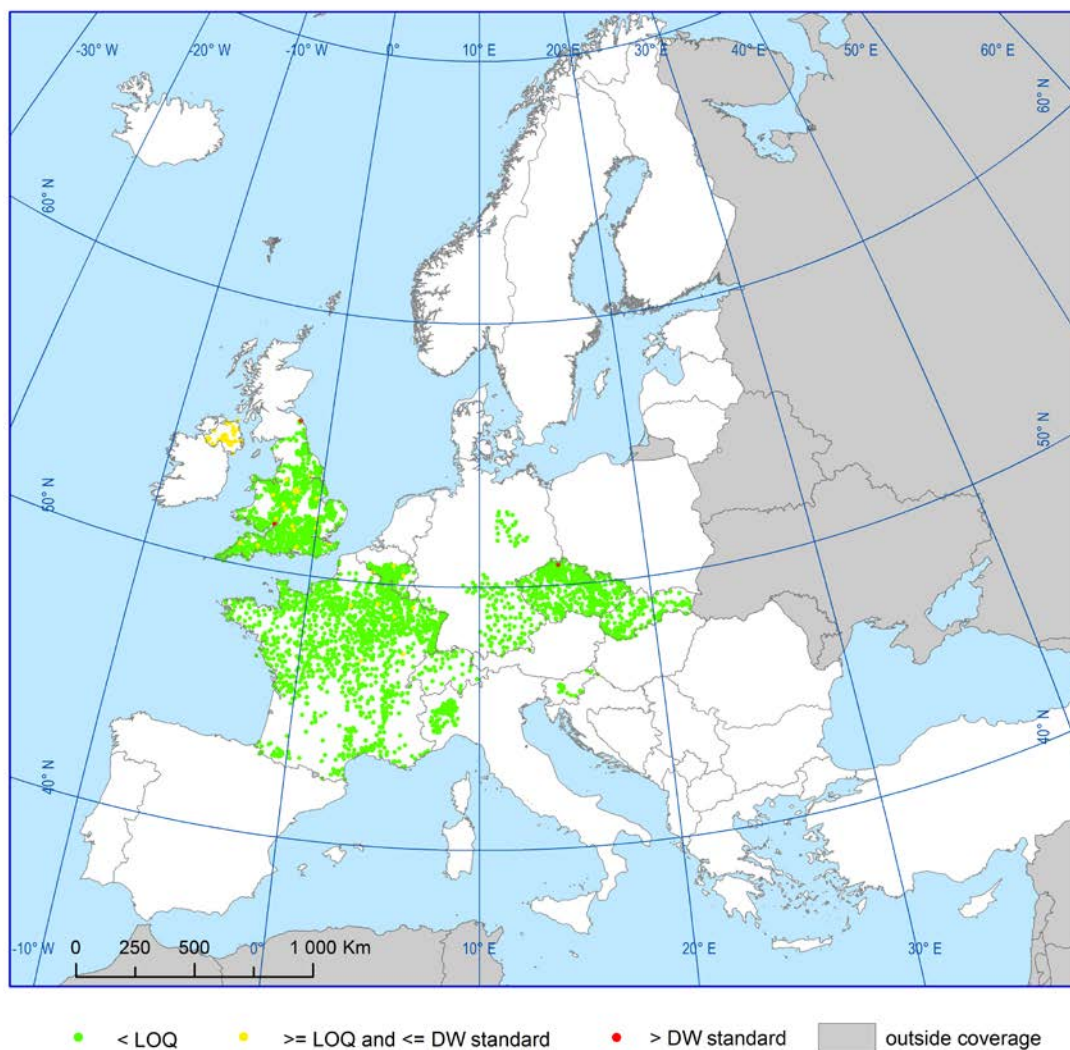 -30° W -20° W -10° W 0° 10° E 20° E 30° E 40° E 50° E 60° E
60° N
60° N
50° N
50° N
40° N
40° N
-10° W 0° 10° E 20° E 30° E
0 250 500 1 000 Km
< LOQ >= LOQ and <= DW standard > DW standard outside coverage